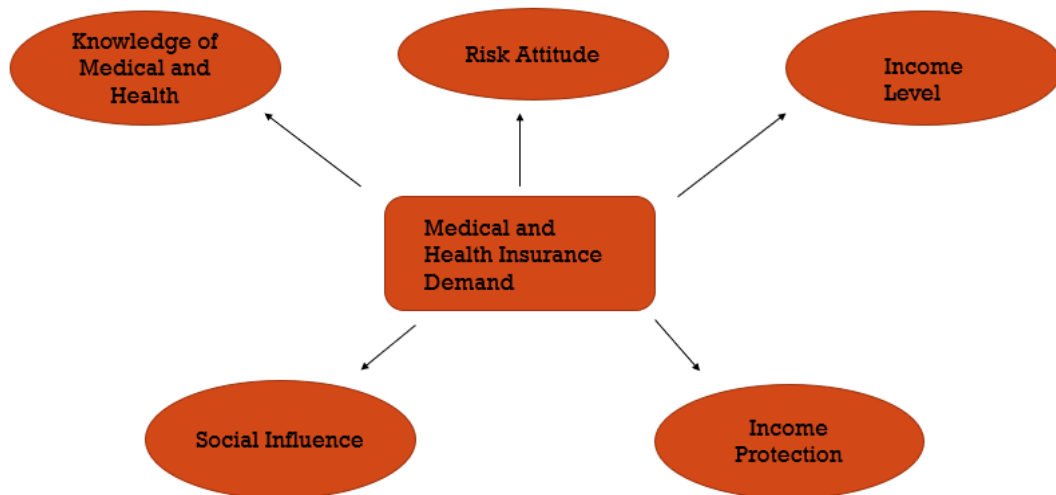 Knowledge of
Medical and
Health
Risk Attitude
Income
Level
Medical and
Health Insurance
Demand
Social Influence
Income
Protection